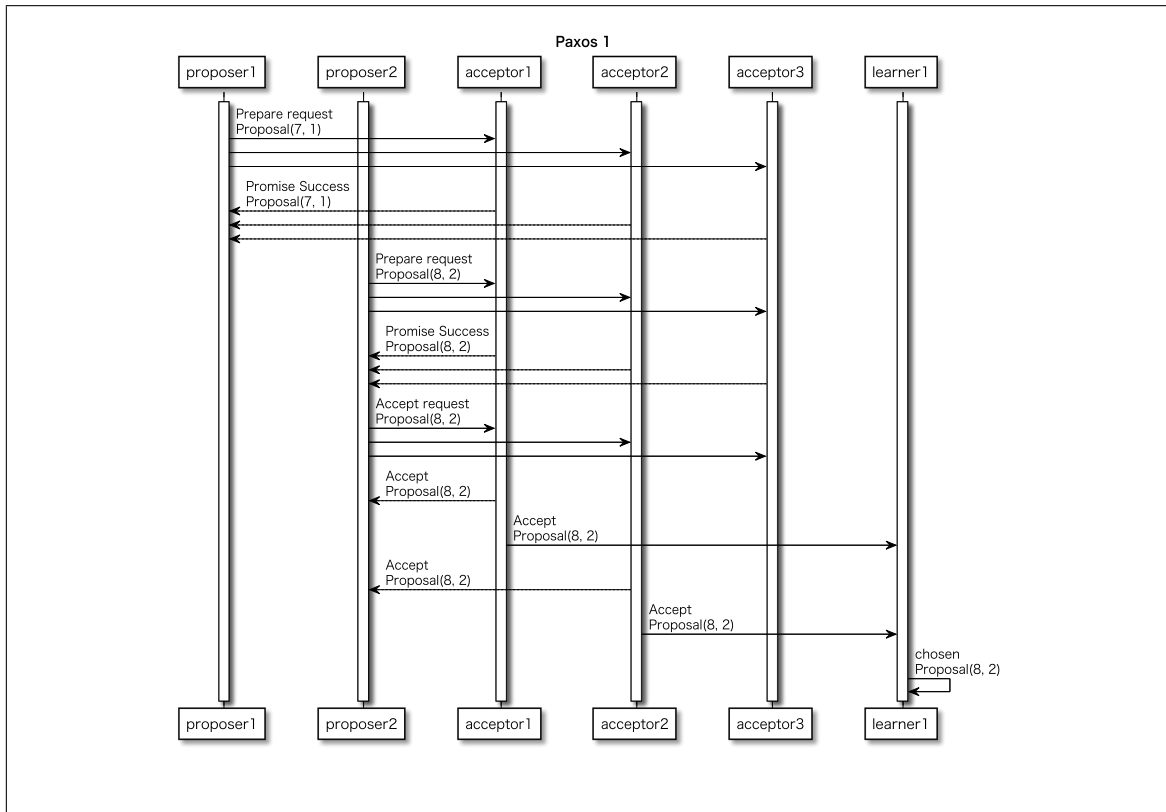 Paxos 1
proposer1
proposer2
acceptor1
acceptor2
acceptor3
learner1
Prepare request
Proposal(7, 1)
Promise Success
Proposal(7, 1)
Prepare request
Proposal(8, 2)
Promise Success
Proposal(8, 2)
Accept request
Proposal(8, 2)
Accept
Proposal(8, 2)
Accept
Proposal(8, 2)
Accept
Proposal(8, 2)
Accept
Proposal(8, 2)
chosen
Proposal(8, 2)
proposer1
proposer2
acceptor1
acceptor2
acceptor3
learner1